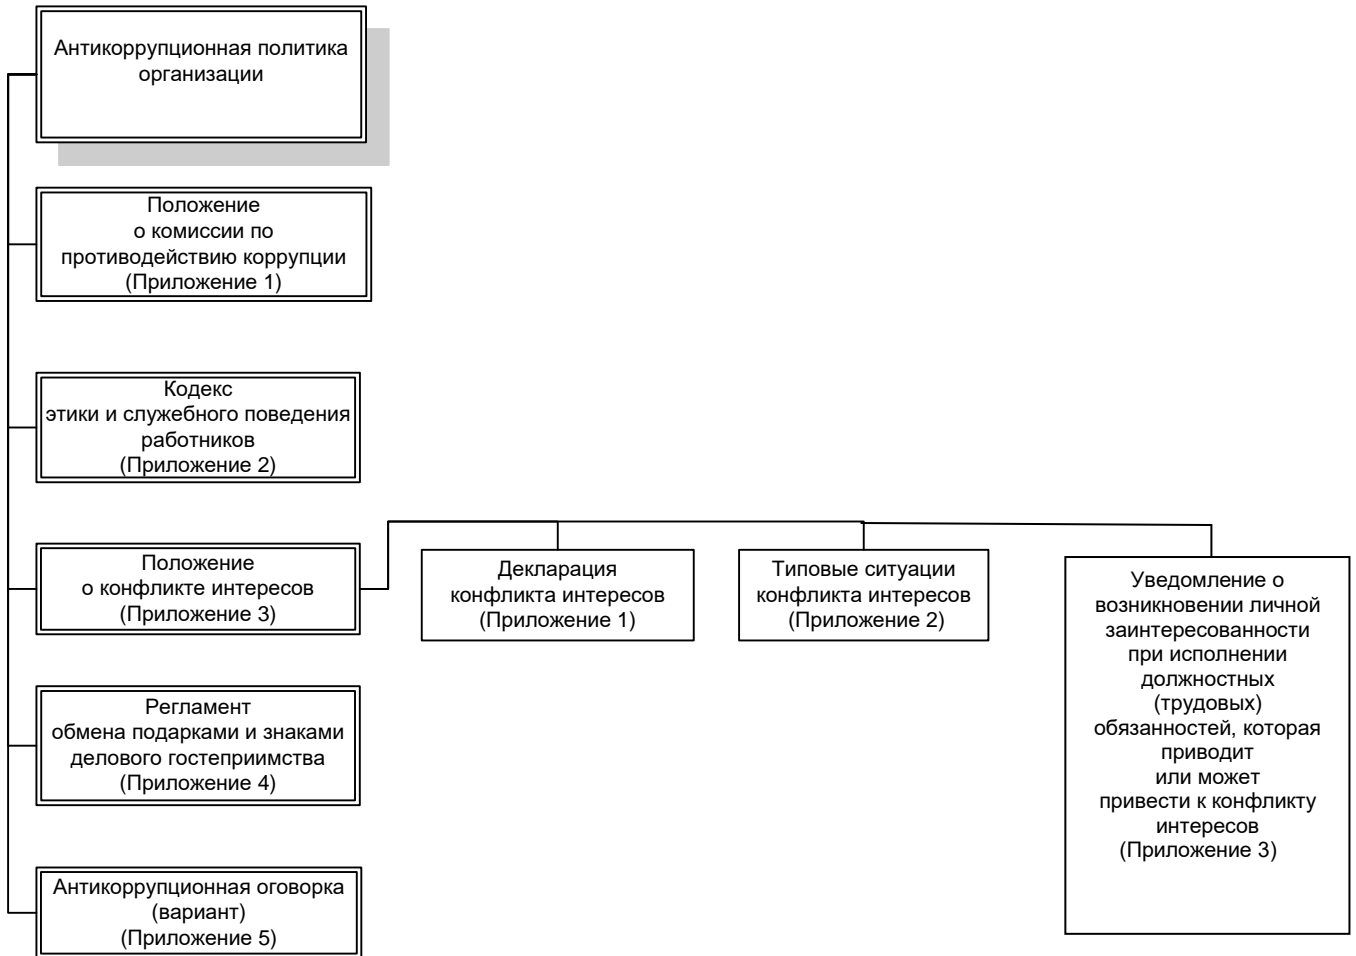 Антикоррупционная политика
организации
Положение
о комиссии по
противодействию коррупции
(Приложение 1)
Кодекс
этики и служебного поведения
работников
(Приложение 2)
Положение
о конфликте интересов
(Приложение 3)
Декларация
конфликта интересов
(Приложение 1)
Типовые ситуации
конфликта интересов
(Приложение 2)
Уведомление о
возникновении личной
заинтересованности
при исполнении
должностных
(трудовых)
обязанностей, которая
приводит
или может
привести к конфликту
интересов
(Приложение 3)
Регламент
обмена подарками и знаками
делового гостеприимства
(Приложение 4)
Антикоррупционная оговорка
(вариант)
(Приложение 5)